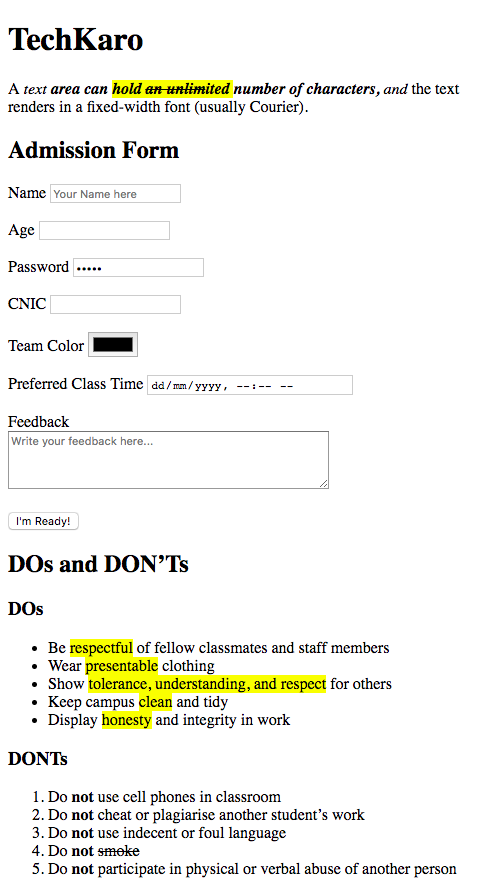 TechKaro
A text area can hold an unlimited number of characters, and the text
renders in a fixed-width font (usually Courier).
Admission Form
Name Your Name here
Age
Password •••••
CNIC
Team Color
Preferred Class Time dd/mm/yyyy, --:-- --
Feedback
Write your feedback here...
I'm Ready!
DOs and DON’Ts
DOs
• Be respectful of fellow classmates and staff members
• Wear presentable clothing
• Show tolerance, understanding, and respect for others
• Keep campus clean and tidy
• Display honesty and integrity in work
DONTs
1. Do not use cell phones in classroom
2. Do not cheat or plagiarise another student’s work
3. Do not use indecent or foul language
4. Do not smoke
5. Do not participate in physical or verbal abuse of another person